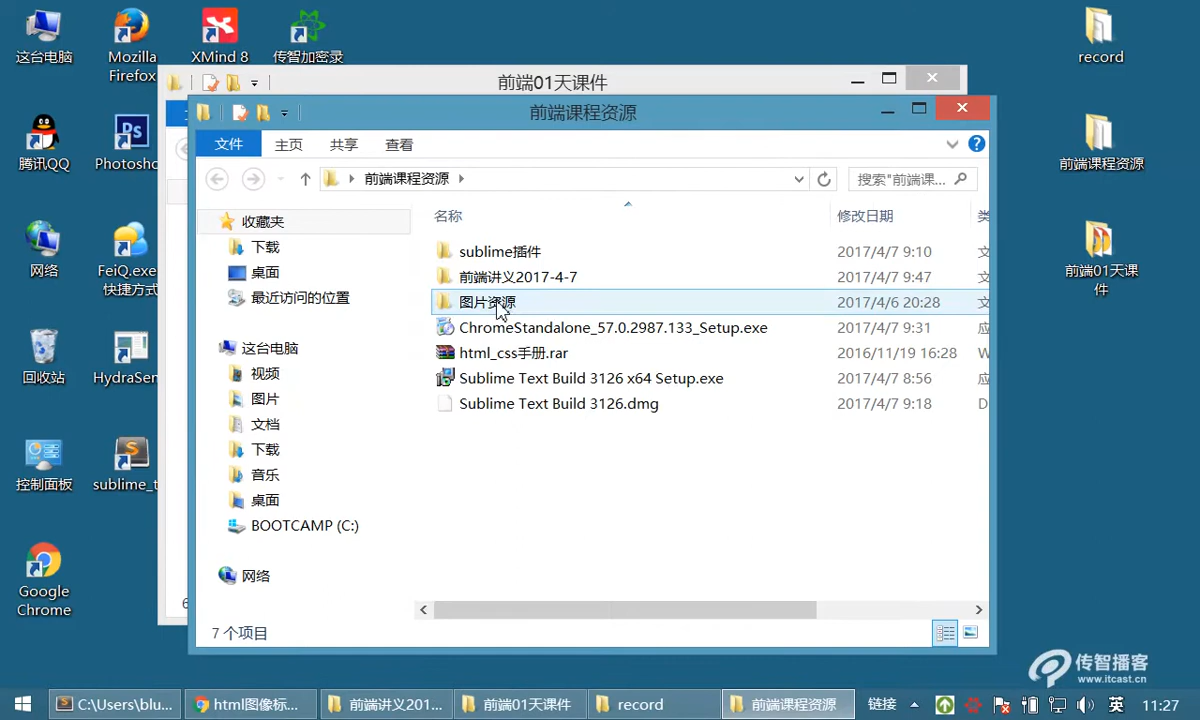 这台电脑
Mozilla
Firefox
XMind 8
传智加密录
腾讯QQ
Photosho
网络
FeiQ.exe
快捷方式
回收站
HydraSen
控制面板
sublime_t
Google
Chrome
record
前端课程资源
前端01天课
件
前端01天课件
前端课程资源
文件
主页
共享
查看
前端课程资源
搜索"前端课...
名称
修改日期
类
收藏夹
下载
桌面
最近访问的位置
这台电脑
视频
图片
文档
下载
音乐
桌面
BOOTCAMP (C:)
网络
sublime插件 2017/4/7 9:10 文
前端讲义2017-4-7 2017/4/7 9:47 文
图片资源 2017/4/6 20:28 文
ChromeStandalone_57.0.2987.133_Setup.exe 2017/4/7 9:31 应
html_css手册.rar 2016/11/19 16:28 W
Sublime Text Build 3126 x64 Setup.exe 2017/4/7 8:56 应
Sublime Text Build 3126.dmg 2017/4/7 9:18 D
6
7 个项目
传智播客
www.itcast.cn
C:\Users\blu...
html图像标...
前端讲义201...
前端01天课件
record
前端课程资源
链接
英
11:27